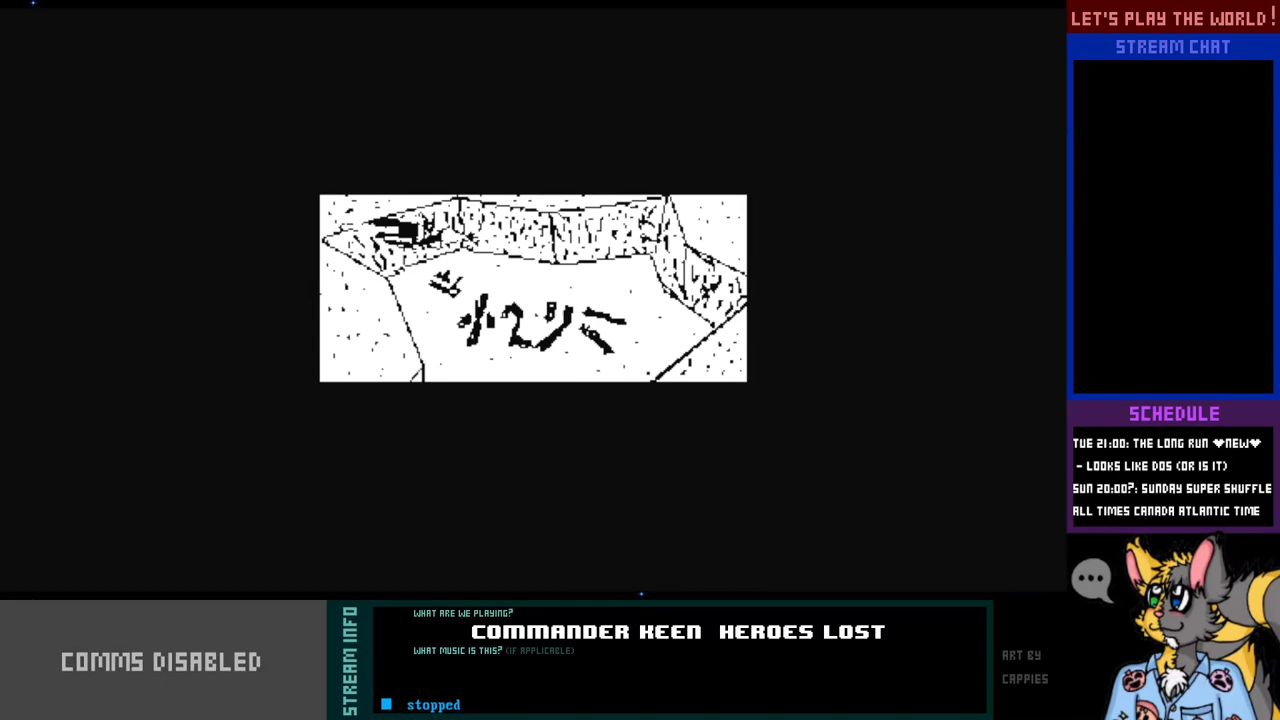 LET'S PLAY THE WORLD!
STREAM CHAT
SCHEDULE
TUE 21:00: THE LONG RUN ♥NEW♥
- LOOKS LIKE DOS (OR IS IT)
SUN 20:00?: SUNDAY SUPER SHUFFLE
ALL TIMES CANADA ATLANTIC TIME
COMMS DISABLED
STREAM INFO
WHAT ARE WE PLAYING?
COMMANDER KEEN HEROES LOST
WHAT MUSIC IS THIS? (IF APPLICABLE)
stopped
ART BY
CAPPIES